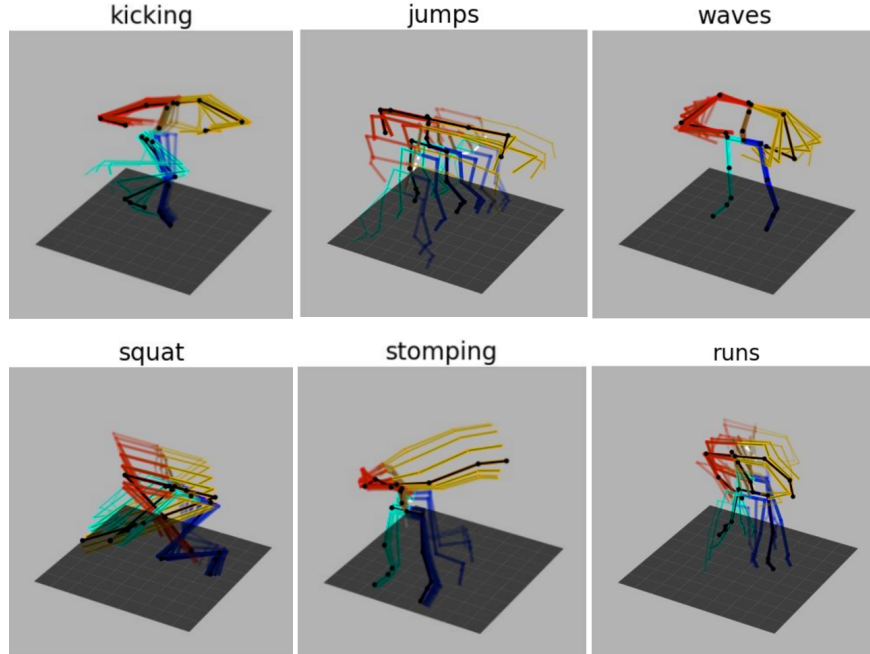 kicking
jumps
waves
squat
stomping
runs